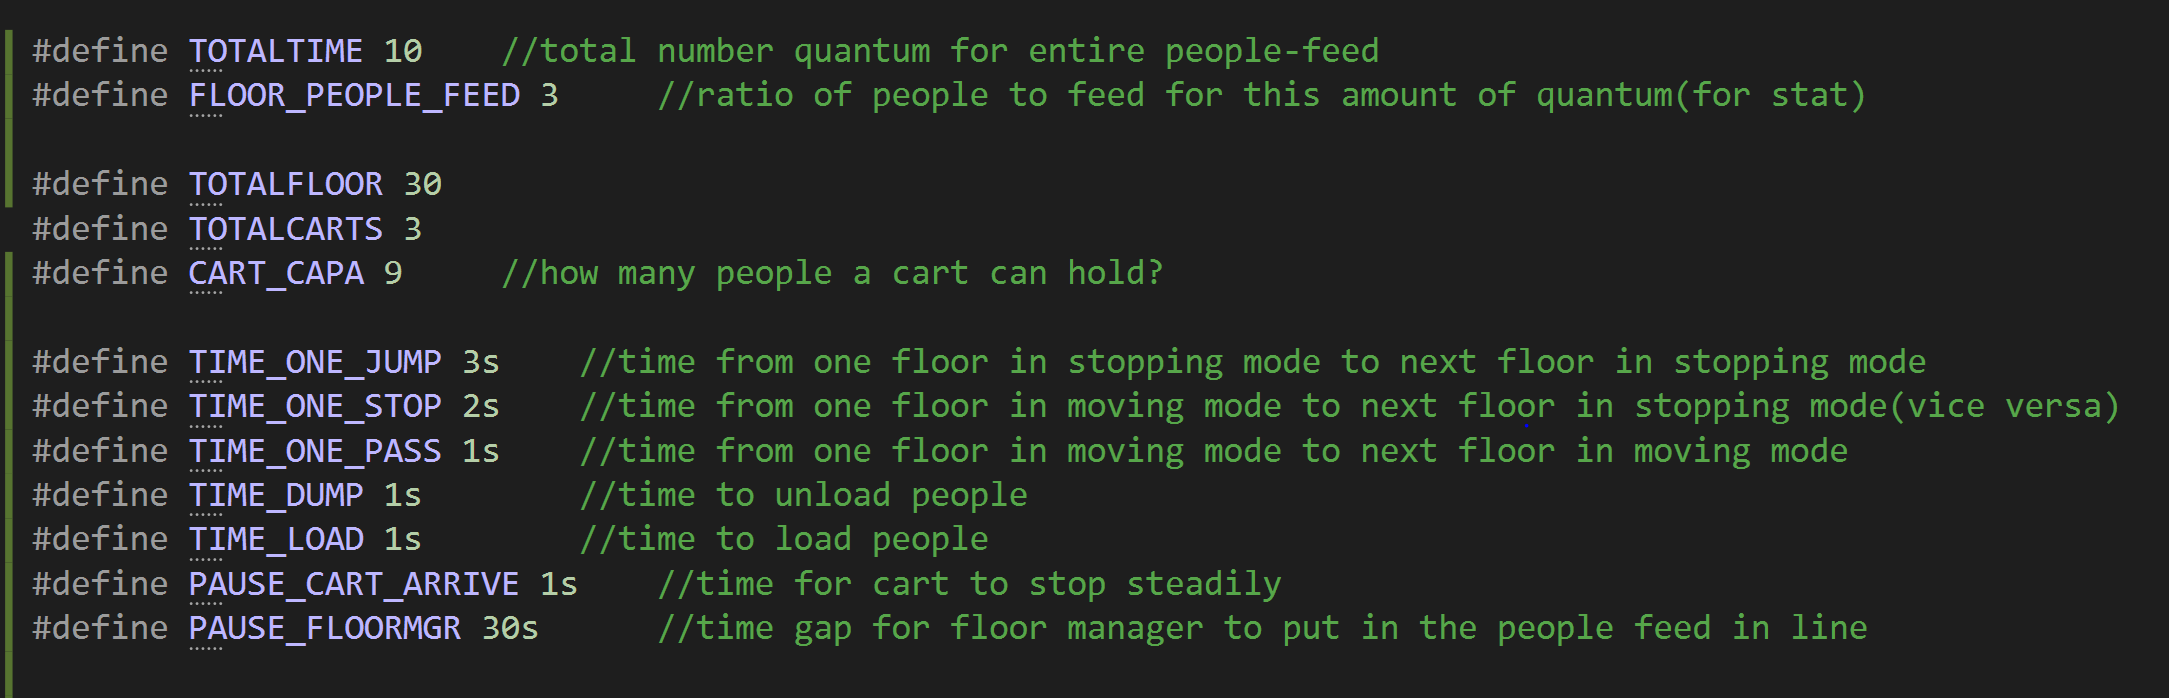 #define TOTALTIME 10    //total number quantum for entire people-feed
#define FLOOR_PEOPLE_FEED 3     //ratio of people to feed for this amount of quantum(for stat)
#define TOTALFLOOR 30
#define TOTALCARTS 3
#define CART_CAPA 9     //how many people a cart can hold?
#define TIME_ONE_JUMP 3s    //time from one floor in stopping mode to next floor in stopping mode
#define TIME_ONE_STOP 2s    //time from one floor in moving mode to next floor in stopping mode(vice versa)
#define TIME_ONE_PASS 1s    //time from one floor in moving mode to next floor in moving mode
#define TIME_DUMP 1s        //time to unload people
#define TIME_LOAD 1s        //time to load people
#define PAUSE_CART_ARRIVE 1s    //time for cart to stop steadily
#define PAUSE_FLOORMGR 30s      //time gap for floor manager to put in the people feed in line